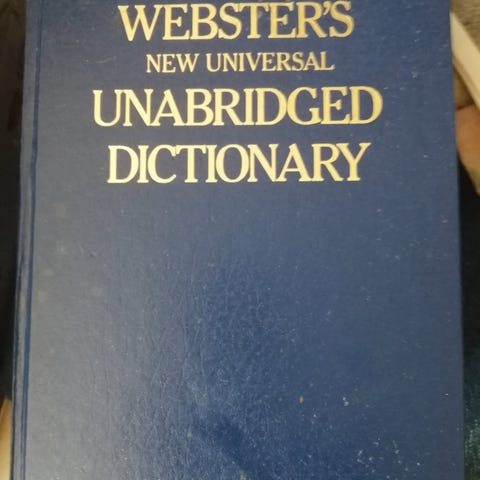 WEBSTER'S
NEW UNIVERSAL
UNABRIDGED
DICTIONARY